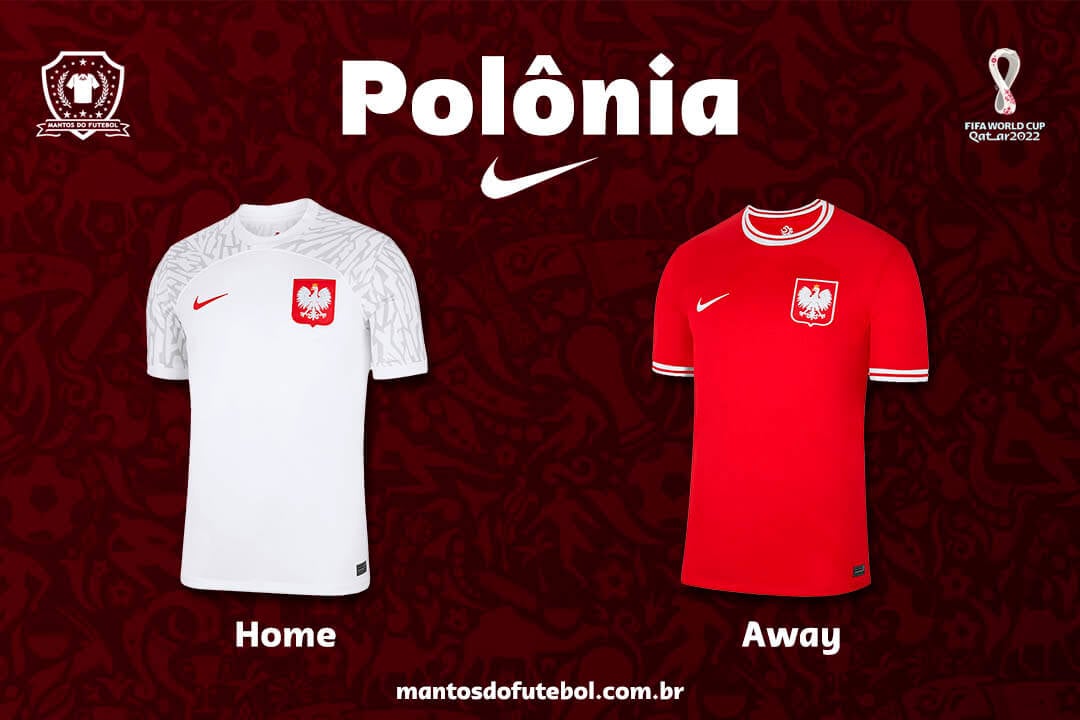 Polônia
MANTOS DO FUTEBOL
FIFA WORLD CUP
Qatar2022
Home
Away
mantosdofutebol.com.br